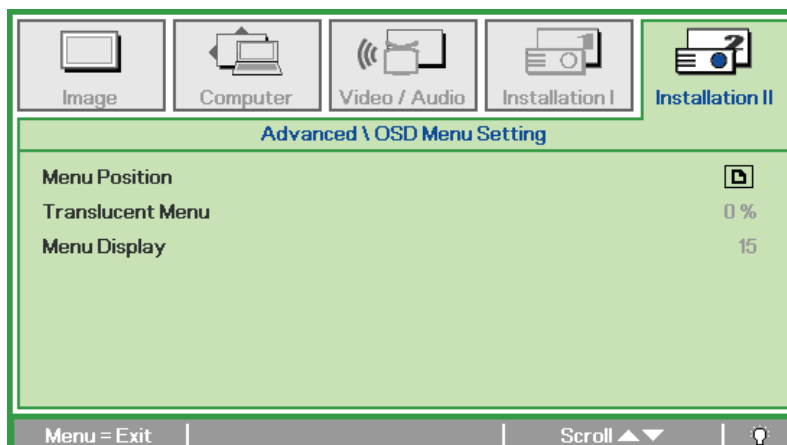 Image Computer Video / Audio Installation I Installation II
Advanced \ OSD Menu Setting
Menu Position
Translucent Menu 0 %
Menu Display 15
Menu = Exit Scroll ▲▼